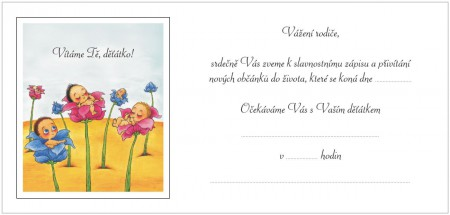 Vítáme Tě, děťátko!
Vážení rodiče,
srdečně Vás zveme k slavnostnímu zápisu a přivítání
nových občánků do života, které se koná dne ..................
Očekáváme Vás s Vaším děťátkem
..................................................
v ............... hodin
..................................................